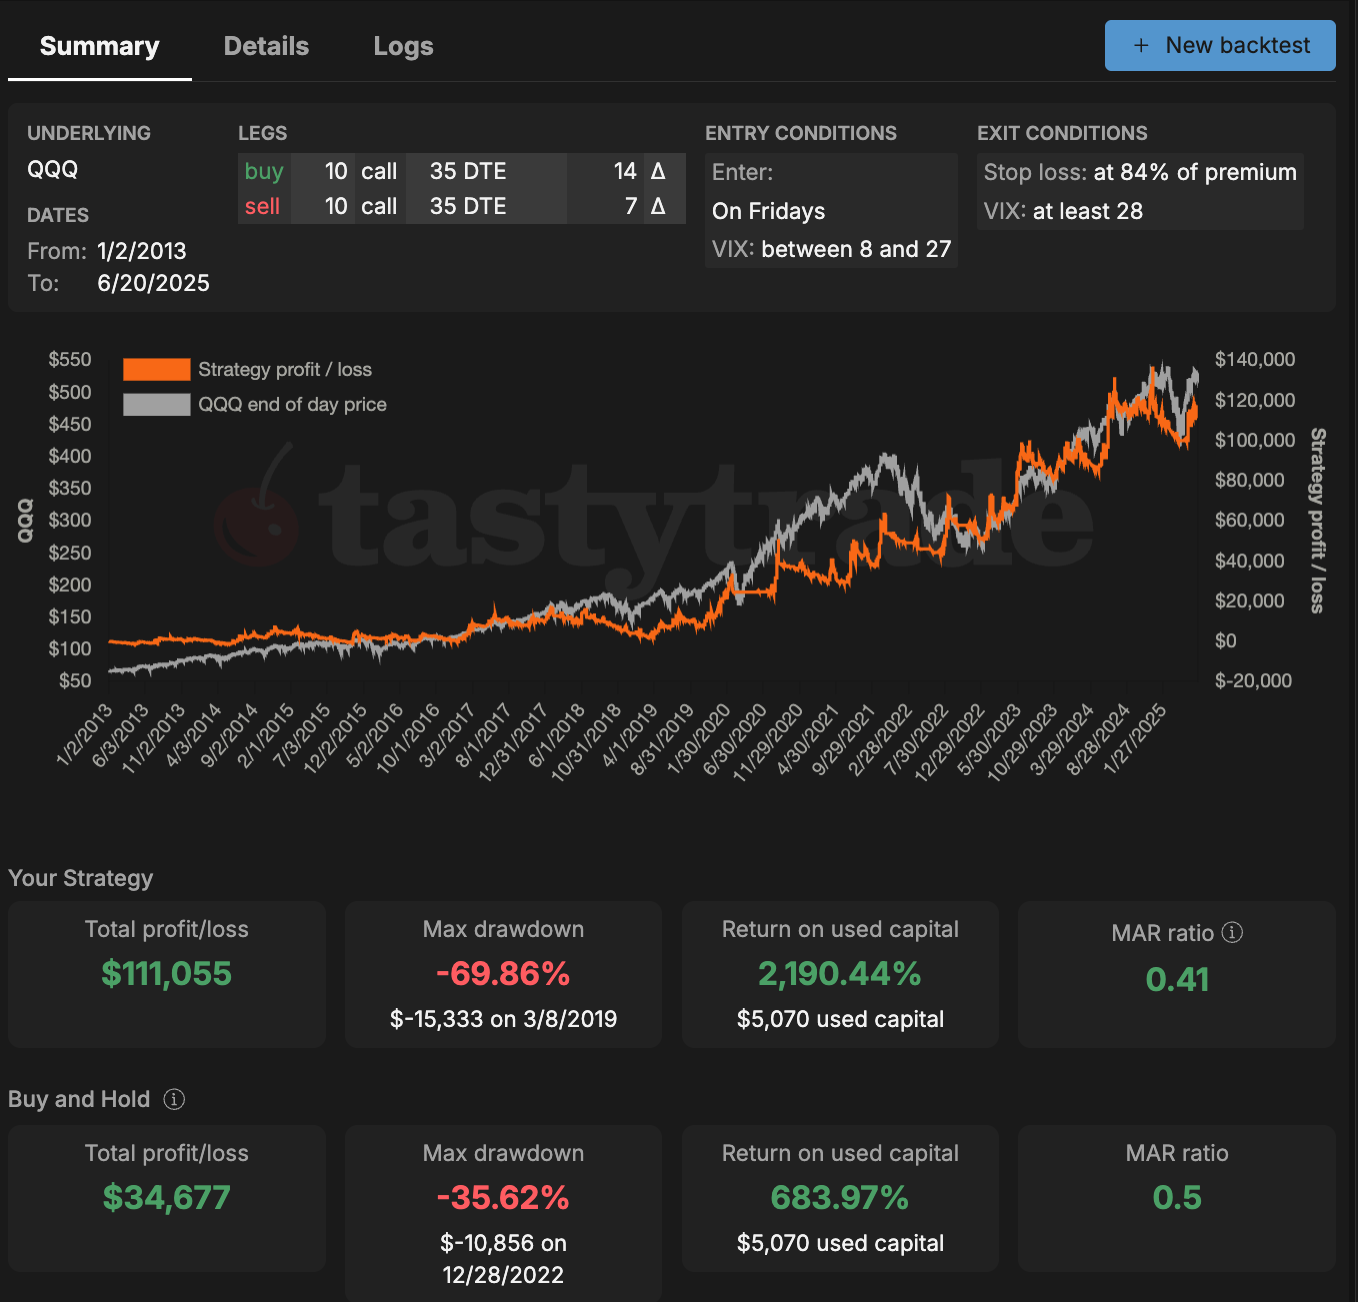 Summary
Details
Logs
+ New backtest
UNDERLYING
QQQ
DATES
From: 1/2/2013
To: 6/20/2025
LEGS
buy 10 call 35 DTE 14 Δ
sell 10 call 35 DTE 7 Δ
ENTRY CONDITIONS
Enter:
On Fridays
VIX: between 8 and 27
EXIT CONDITIONS
Stop loss: at 84% of premium
VIX: at least 28
Strategy profit / loss
QQQ end of day price
tastytrade
QQQ
$550
$500
$450
$400
$350
$300
$250
$200
$150
$100
$50
$140,000
$120,000
$100,000
$80,000
$60,000
$40,000
$20,000
$0
$-20,000
Strategy profit / loss
1/2/2013
6/3/2013
11/2/2013
4/3/2014
9/2/2014
2/1/2015
7/3/2015
12/2/2015
5/2/2016
10/1/2016
3/2/2017
8/1/2017
12/31/2017
6/1/2018
10/31/2018
4/1/2019
8/31/2019
1/30/2020
6/30/2020
11/29/2020
4/30/2021
9/29/2021
2/28/2022
7/30/2022
12/29/2022
5/30/2023
10/29/2023
3/29/2024
8/28/2024
1/27/2025
Your Strategy
Total profit/loss
$111,055
Max drawdown
-69.86%
$-15,333 on 3/8/2019
Return on used capital
2,190.44%
$5,070 used capital
MAR ratio
0.41
Buy and Hold
Total profit/loss
$34,677
Max drawdown
-35.62%
$-10,856 on
12/28/2022
Return on used capital
683.97%
$5,070 used capital
MAR ratio
0.5